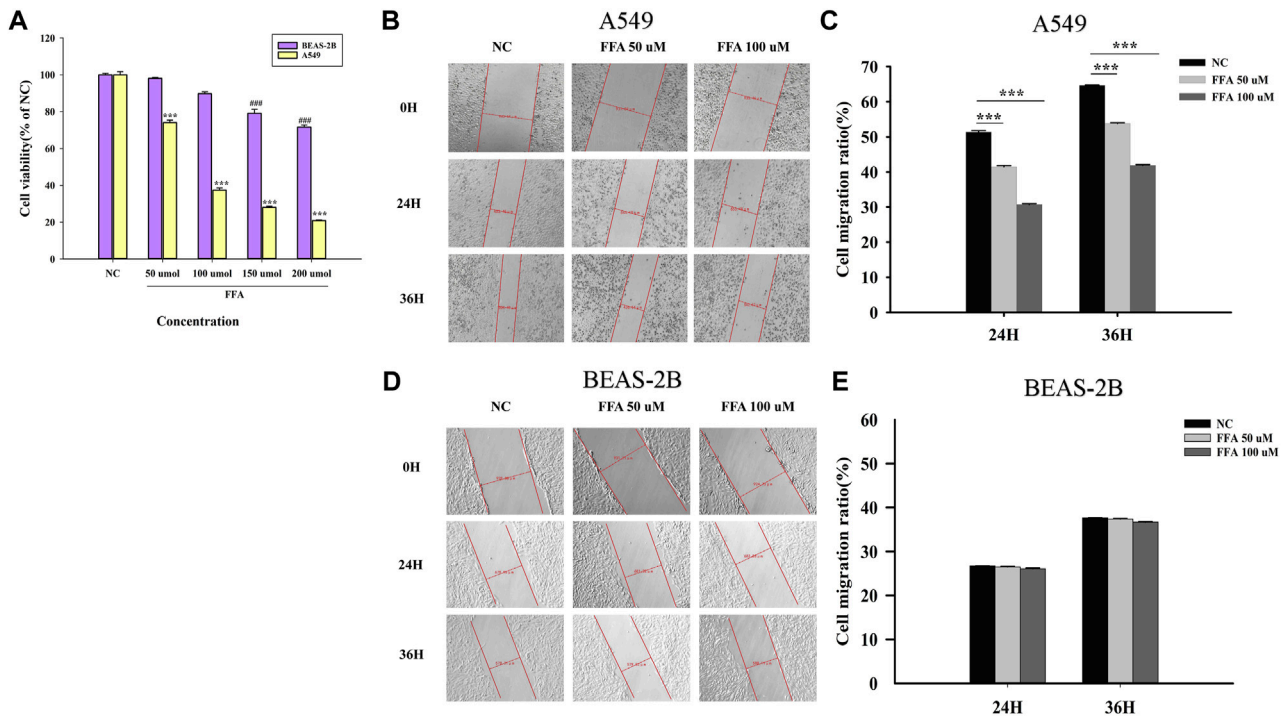 A
Cell viability(% of NC)
120
100
80
60
40
20
0
BEAS-2B
A549
***
***
###
***
###
***
NC
50 umol
100 umol
150 umol
200 umol
FFA
Concentration
B
A549
NC
FFA 50 uM
FFA 100 uM
0H
24H
36H
C
A549
Cell migration ratio(%)
70
60
50
40
30
20
10
0
NC
FFA 50 uM
FFA 100 uM
***
***
***
***
24H
36H
D
BEAS-2B
NC
FFA 50 uM
FFA 100 uM
0H
24H
36H
E
BEAS-2B
Cell migration ratio(%)
60
50
40
30
20
10
0
NC
FFA 50 uM
FFA 100 uM
24H
36H